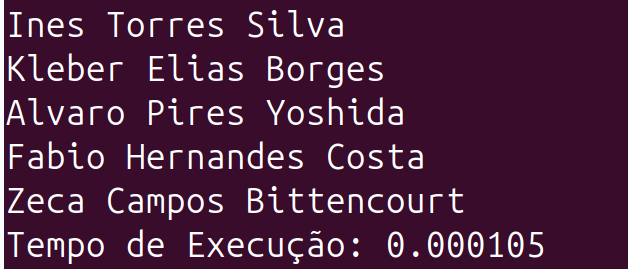 Ines Torres Silva
Kleber Elias Borges
Alvaro Pires Yoshida
Fabio Hernandes Costa
Zeca Campos Bittencourt
Tempo de Execução: 0.000105